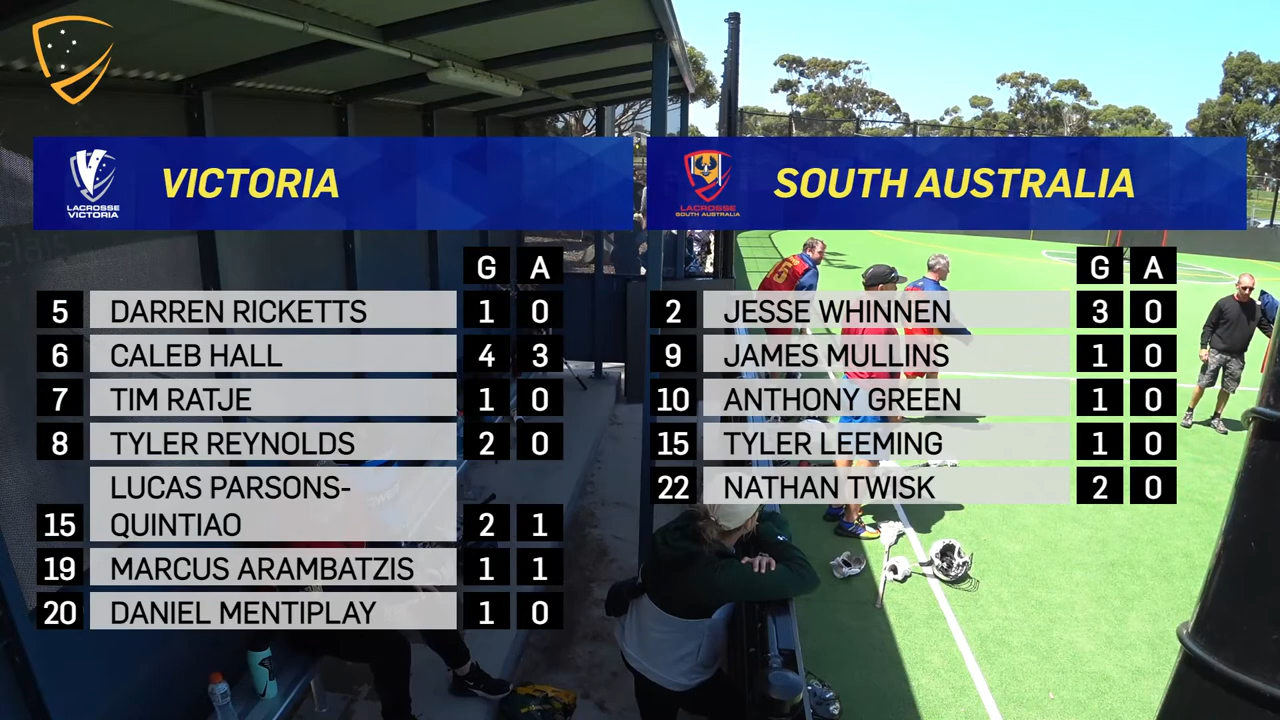 VICTORIA
LACROSSE
VICTORIA
G A
5 DARREN RICKETTS 1 0
6 CALEB HALL 4 3
7 TIM RATJE 1 0
8 TYLER REYNOLDS 2 0
LUCAS PARSONS-
15 QUINTIAO 2 1
19 MARCUS ARAMBATZIS 1 1
20 DANIEL MENTIPLAY 1 0
SOUTH AUSTRALIA
LACROSSE
SOUTH AUSTRALIA
G A
2 JESSE WHINNEN 3 0
9 JAMES MULLINS 1 0
10 ANTHONY GREEN 1 0
15 TYLER LEEMING 1 0
22 NATHAN TWISK 2 0
5